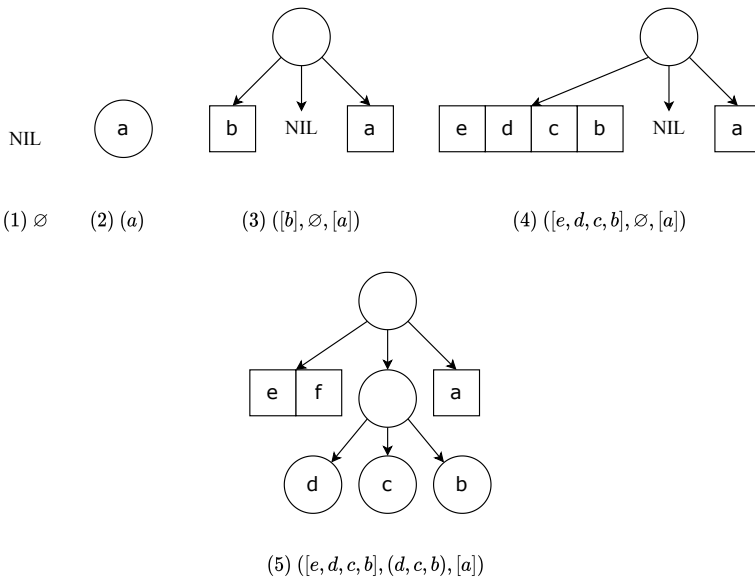 b NIL a
e d c b NIL a
NIL
a
(1) ∅ (2) (a) (3) ([b], ∅, [a]) (4) ([e, d, c, b], ∅, [a])
e f a
d c b
(5) ([e, d, c, b], (d, c, b), [a])